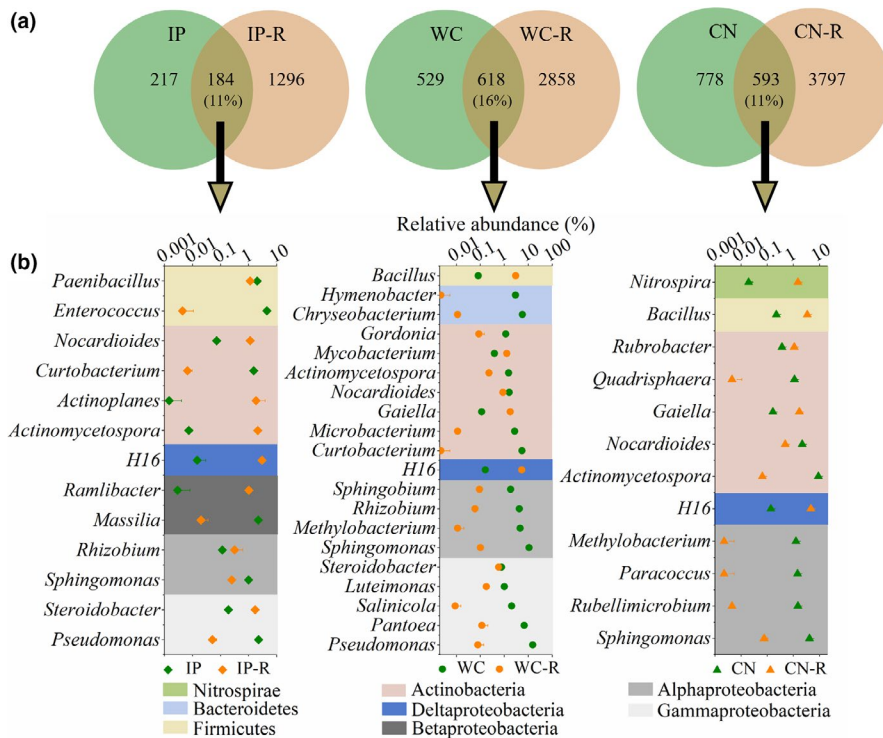 (a)
IP IP-R
217 184 1296
(11%)
WC WC-R
529 618 2858
(16%)
CN CN-R
778 593 3797
(11%)
Relative abundance (%)
(b)
0.001 0.01 0.1 1 10
Paenibacillus
Enterococcus
Nocardioides
Curtobacterium
Actinoplanes
Actinomycetospora
H16
Ramlibacter
Massilia
Rhizobium
Sphingomonas
Steroidobacter
Pseudomonas
IP IP-R
0.01 0.1 1 10 100
Bacillus
Hymenobacter
Chryseobacterium
Gordonia
Mycobacterium
Actinomycetospora
Nocardioides
Gaiella
Microbacterium
Curtobacterium
H16
Sphingobium
Rhizobium
Methylobacterium
Sphingomonas
Steroidobacter
Luteimonas
Salinicola
Pantoea
Pseudomonas
WC WC-R
0.001 0.01 0.1 1 10
Nitrospira
Bacillus
Rubrobacter
Quadrisphaera
Gaiella
Nocardioides
Actinomycetospora
H16
Methylobacterium
Paracoccus
Rubellimicrobium
Sphingomonas
CN CN-R
Nitrospirae
Bacteroidetes
Firmicutes
Actinobacteria
Deltaproteobacteria
Betaproteobacteria
Alphaproteobacteria
Gammaproteobacteria